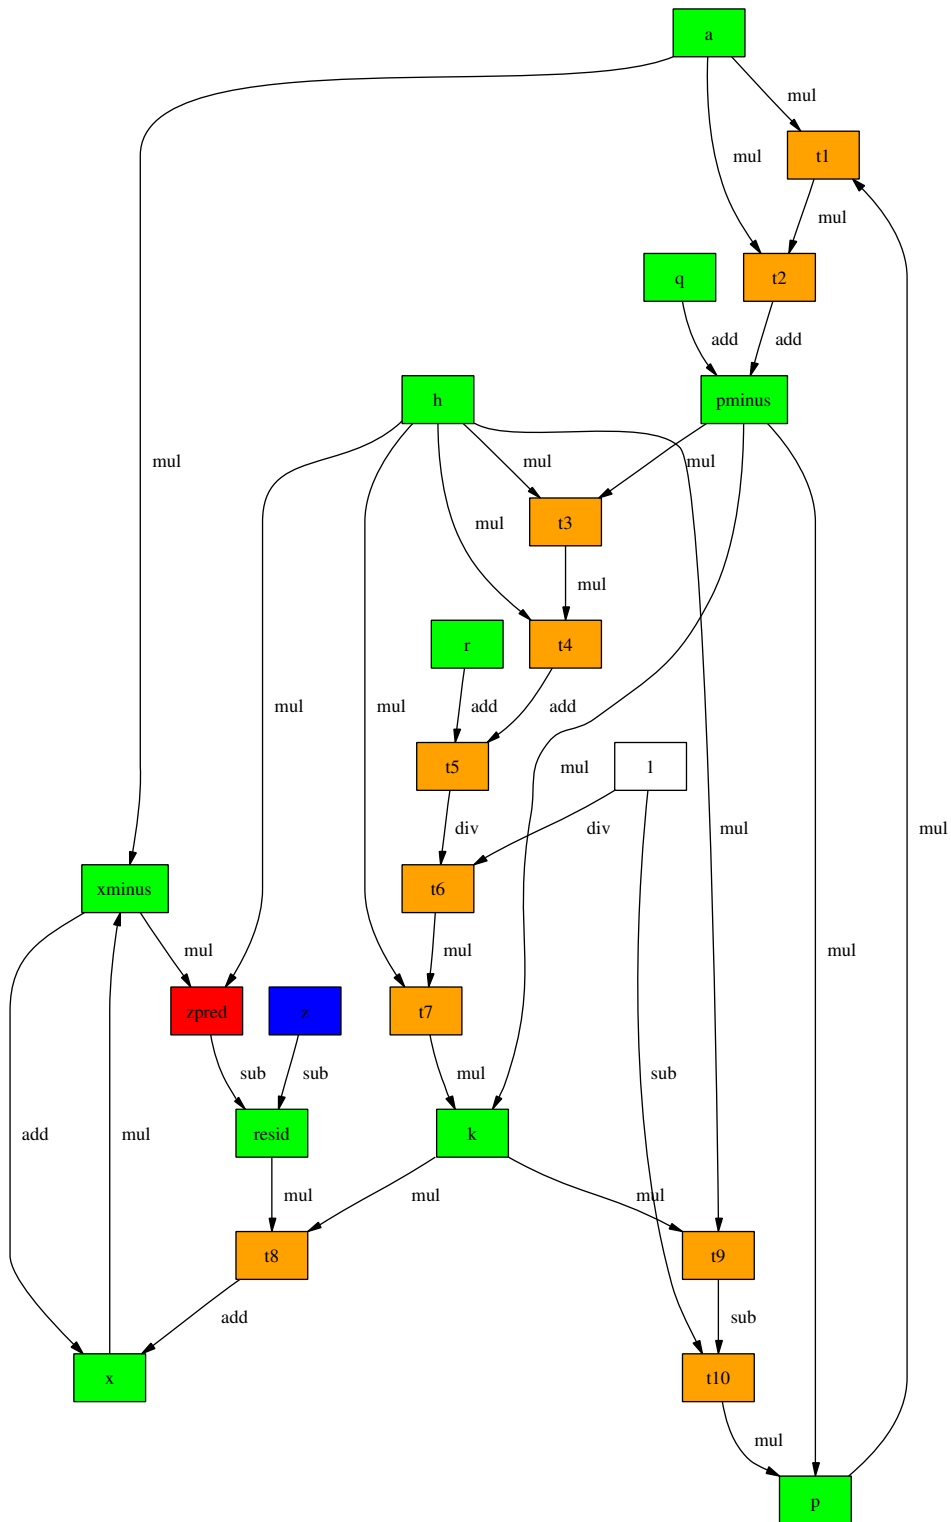 a
mul
t1
mul
mul
q
t2
add
add
h
pminus
mul
mul
mul
t3
mul
mul
r
t4
mul
mul
add
add
t5
mul
1
div
div
mul
mul
xminus
t6
mul
mul
mul
zpred
z
t7
sub
sub
mul
sub
resid
k
add
mul
mul
mul
mul
t8
t9
add
sub
x
t10
mul
p